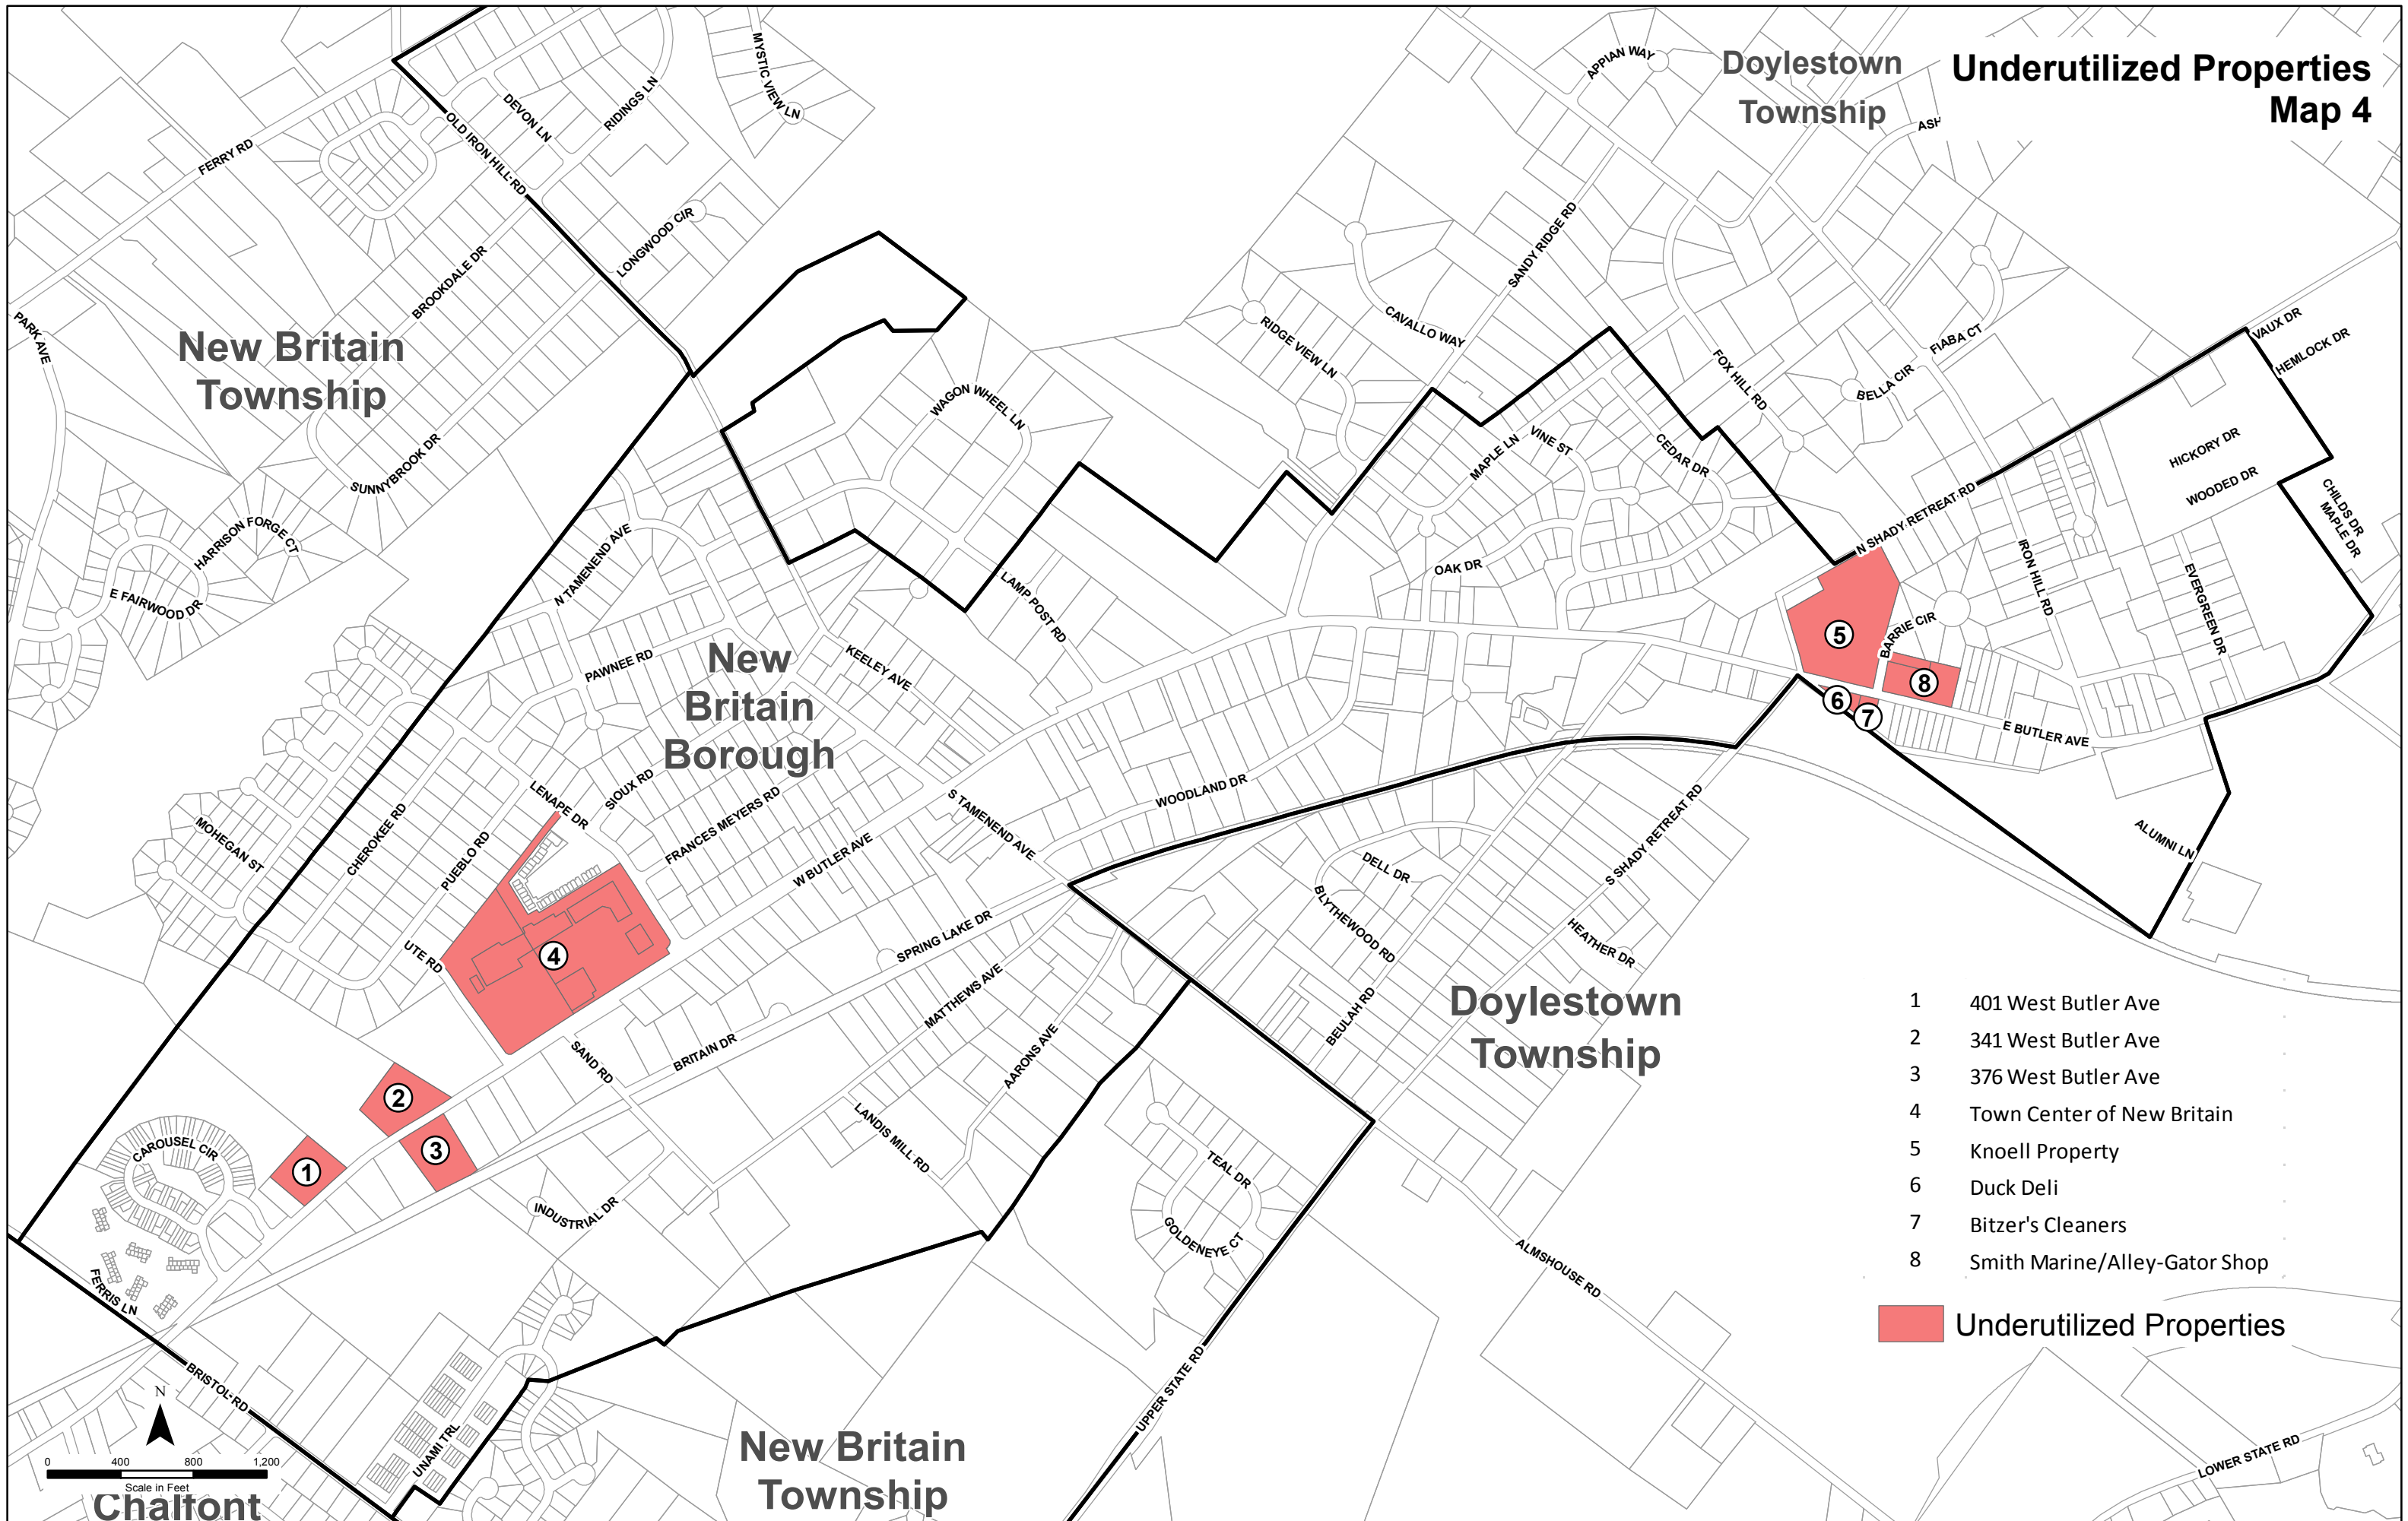 Underutilized Properties
Map 4
Doylestown
Township
APPIAN WAY
ASH
MYSTIC VIEW LN
DEVON LN
RIDINGS LN
OLD IRON HILL RD
FERRY RD
LONGWOOD CIR
BROOKDALE DR
SANDY RIDGE RD
PARK AVE
New Britain
Township
CAVALLO WAY
RIDGE VIEW LN
FIABA CT
VAUX DR
HEMLOCK DR
FOX HILL RD
BELLA CIR
WAGON WHEEL LN
SUNNYBROOK DR
MAPLE LN
VINE ST
CEDAR DR
HICKORY DR
WOODED DR
CHILDS DR
MAPLE DR
N SHADY RETREAT RD
HARRISON FORGE CT
N TAMENEND AVE
E FAIRWOOD DR
OAK DR
LAMP POST RD
IRON HILL RD
EVERGREEN DR
BARRIE CIR
5
8
6
7
E BUTLER AVE
PAWNEE RD
KEELEY AVE
New
Britain
Borough
LENAPE DR
SIOUX RD
FRANCES MEYERS RD
WOODLAND DR
S TAMENEND AVE
W BUTLER AVE
MOHEGAN ST
CHEROKEE RD
PUEBLO RD
ALUMNI LN
S SHADY RETREAT RD
DELL DR
BLYTHEWOOD RD
HEATHER DR
UTE RD
4
SPRING LAKE DR
MATTHEWS AVE
BEULAH RD
Doylestown
Township
SAND RD
BRITAIN DR
AARONS AVE
LANDIS MILL RD
2
3
1
CAROUSEL CIR
INDUSTRIAL DR
TEAL DR
GOLDENEYE CT
ALMSHOUSE RD
FERRIS LN
BRISTOL RD
UNAMI TRL
UPPER STATE RD
LOWER STATE RD
New Britain
Township
1 401 West Butler Ave
2 341 West Butler Ave
3 376 West Butler Ave
4 Town Center of New Britain
5 Knoell Property
6 Duck Deli
7 Bitzer's Cleaners
8 Smith Marine/Alley-Gator Shop
Underutilized Properties
N
0 400 800 1,200
Scale in Feet
Chalfont